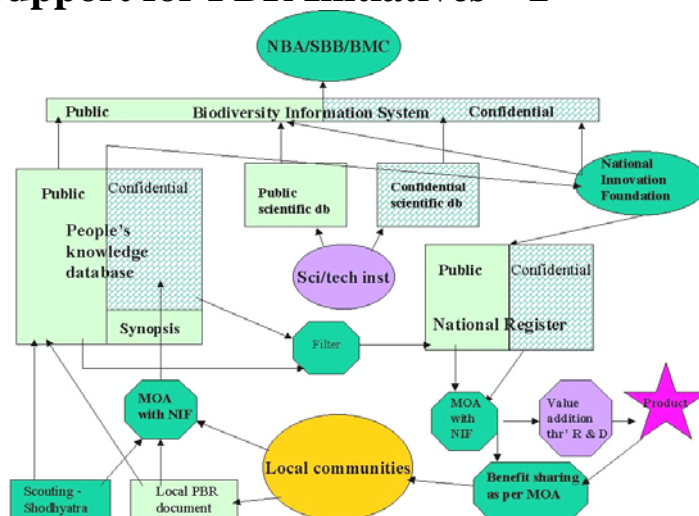 NBA/SBB/BMC
Public
Biodiversity Information System
Confidential
Public
Confidential
People's
knowledge
database
Synopsis
Public
scientific db
Confidential
scientific db
National
Innovation
Foundation
Sci/tech inst
Public
Confidential
National Register
Filter
MOA
with NIF
MOA
with
NIF
Value
addition
thr' R & D
Product
Local communities
Benefit sharing
as per MOA
Scouting -
Shodhyatra
Local PBR
document